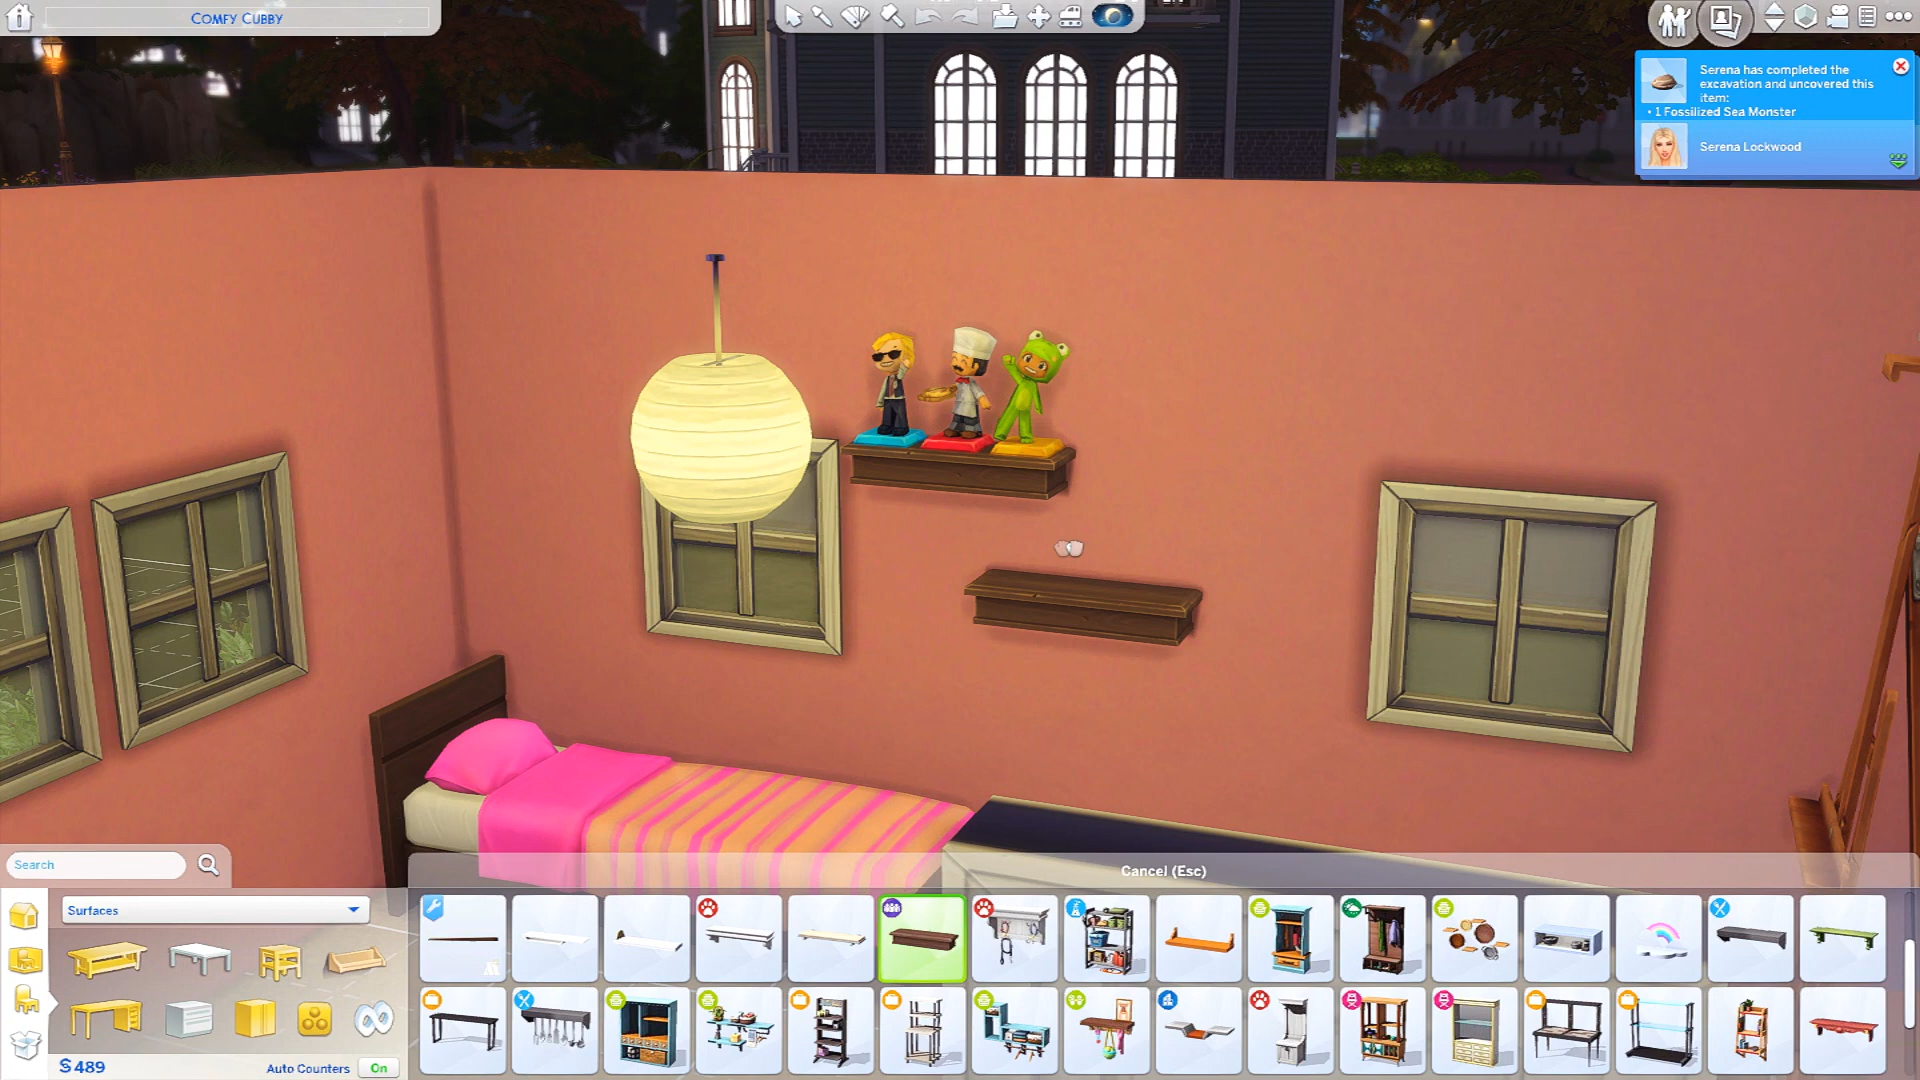 COMFY CUBBY
Serena has completed the
excavation and uncovered this
item:
• 1 Fossilized Sea Monster
Serena Lockwood
Search
Cancel (Esc)
Surfaces
§489
Auto Counters On